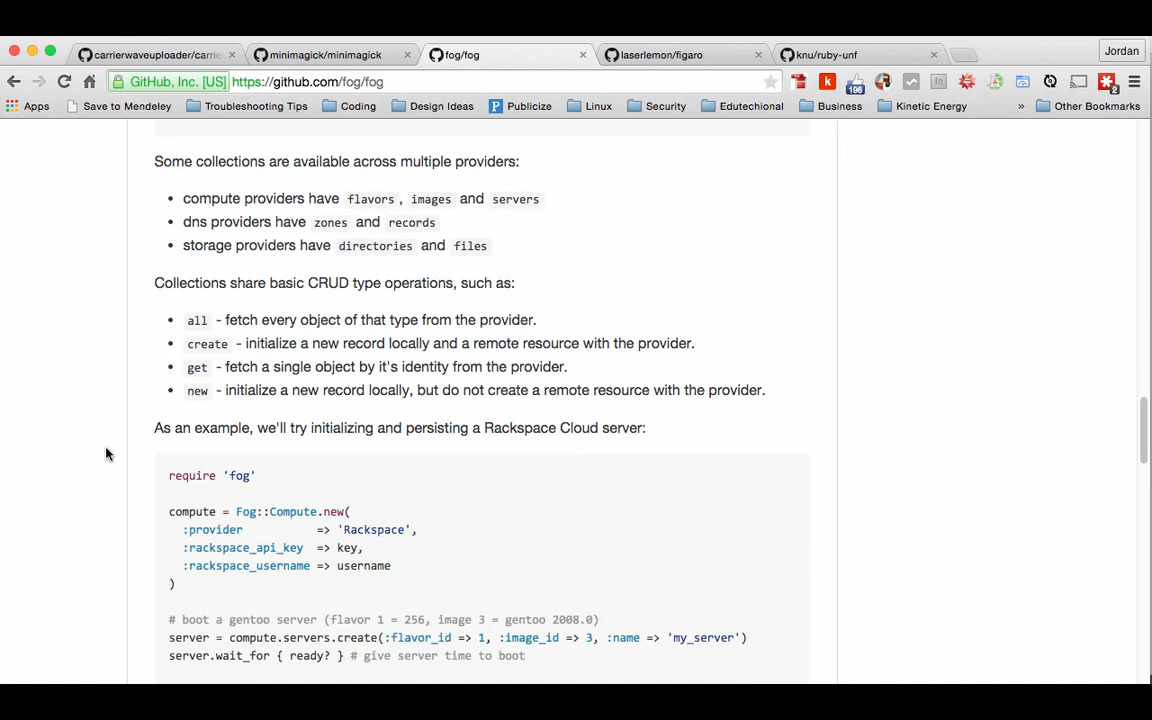 carrierwaveuploader/carrie
minimagick/minimagick
fog/fog
laserlemon/figaro
knu/ruby-unf
Jordan
GitHub, Inc. [US]
https://github.com/fog/fog
196
2
Apps
Save to Mendeley
Troubleshooting Tips
Coding
Design Ideas
P Publicize
Linux
Security
Eductechional
Business
Kinetic Energy
»
Other Bookmarks
Some collections are available across multiple providers:
• compute providers have flavors, images and servers
• dns providers have zones and records
• storage providers have directories and files
Collections share basic CRUD type operations, such as:
• all - fetch every object of that type from the provider.
• create - initialize a new record locally and a remote resource with the provider.
• get - fetch a single object by it's identity from the provider.
• new - initialize a new record locally, but do not create a remote resource with the provider.
As an example, we'll try initializing and persisting a Rackspace Cloud server:
require 'fog'
compute = Fog::Compute.new(
:provider => 'Rackspace',
:rackspace_api_key => key,
:rackspace_username => username
)
# boot a gentoo server (flavor 1 = 256, image 3 = gentoo 2008.0)
server = compute.servers.create(:flavor_id => 1, :image_id => 3, :name => 'my_server')
server.wait_for { ready? } # give server time to boot